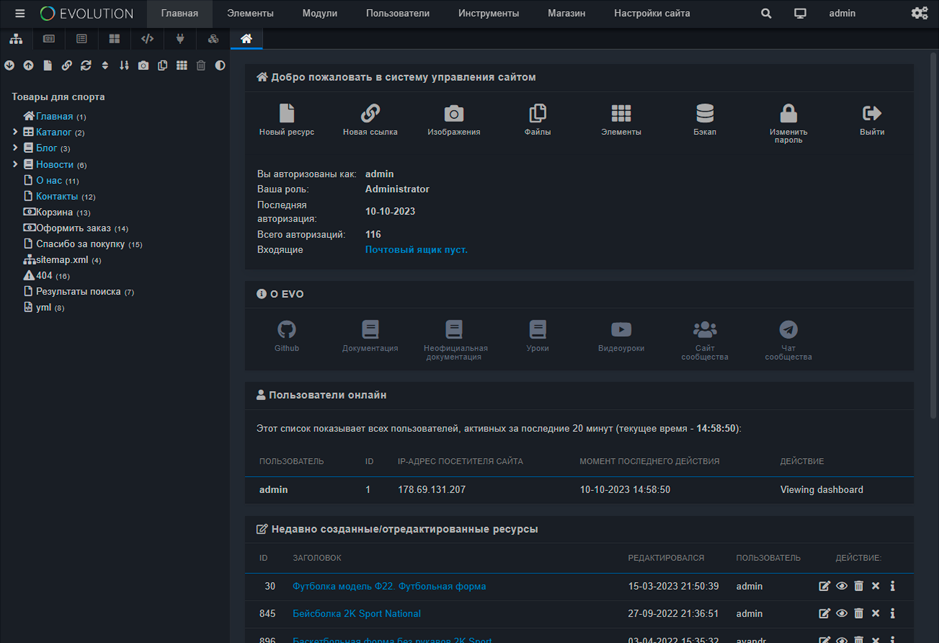 EVOLUTION Главная Элементы Модули Пользователи Инструменты Магазин Настройки сайта admin
Товары для спорта
Главная (1)
Каталог (2)
Блог (3)
Новости (6)
О нас (11)
Контакты (12)
Корзина (13)
Оформить заказ (14)
Спасибо за покупку (15)
sitemap.xml (4)
404 (16)
Результаты поиска (7)
yml (8)
Добро пожаловать в систему управления сайтом
Новый ресурс Новая ссылка Изображения Файлы Элементы Бэкап Изменить пароль Выйти
Вы авторизованы как: admin
Ваша роль: Administrator
Последняя авторизация: 10-10-2023
Всего авторизаций: 116
Входящие Почтовый ящик пуст.
О EVO
Github Документация Неофициальная документация Уроки Видеоуроки Сайт сообщества Чат сообщества
Пользователи онлайн
Этот список показывает всех пользователей, активных за последние 20 минут (текущее время - 14:58:50):
ПОЛЬЗОВАТЕЛЬ ID IP-АДРЕС ПОСЕТИТЕЛЯ САЙТА МОМЕНТ ПОСЛЕДНЕГО ДЕЙСТВИЯ ДЕЙСТВИЕ
admin 1 178.69.131.207 10-10-2023 14:58:50 Viewing dashboard
Недавно созданные/отредактированные ресурсы
ID ЗАГОЛОВОК РЕДАКТИРОВАЛСЯ ПОЛЬЗОВАТЕЛЬ ДЕЙСТВИЕ:
30 Футболка модель Ф22. Футбольная форма 15-03-2023 21:50:39 admin
845 Бейсболка 2K Sport National 27-09-2022 21:36:51 admin
896 Баскетбольная форма без рукавов 2K Sport 03-04-2022 15:35:32